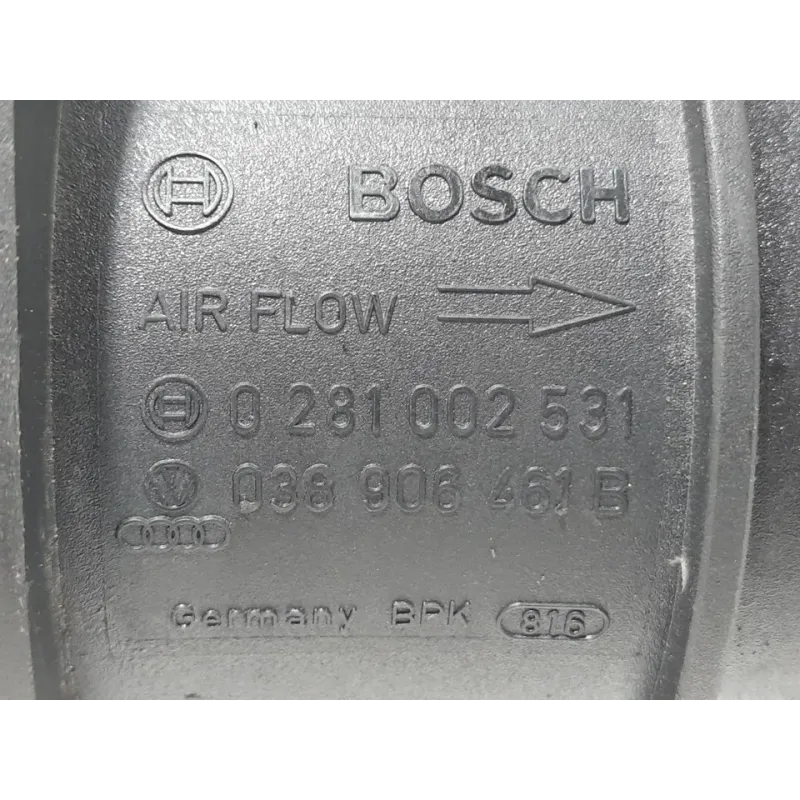 BOSCH
AIR FLOW
0 281 002 531
038 906 461 B
Germany BPK 816